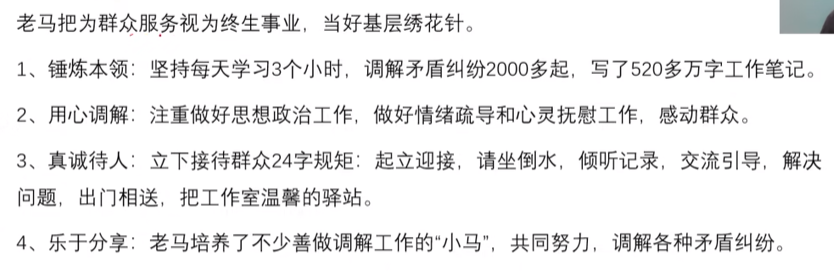 老马把为群众服务视为终生事业，当好基层绣花针。
1、锤炼本领：坚持每天学习3个小时，调解矛盾纠纷2000多起，写了520多万字工作笔记。
2、用心调解：注重做好思想政治工作，做好情绪疏导和心灵抚慰工作，感动群众。
3、真诚待人：立下接待群众24字规矩：起立迎接，请坐倒水，倾听记录，交流引导，解决
问题，出门相送，把工作室温馨的驿站。
4、乐于分享：老马培养了不少善做调解工作的“小马”，共同努力，调解各种矛盾纠纷。